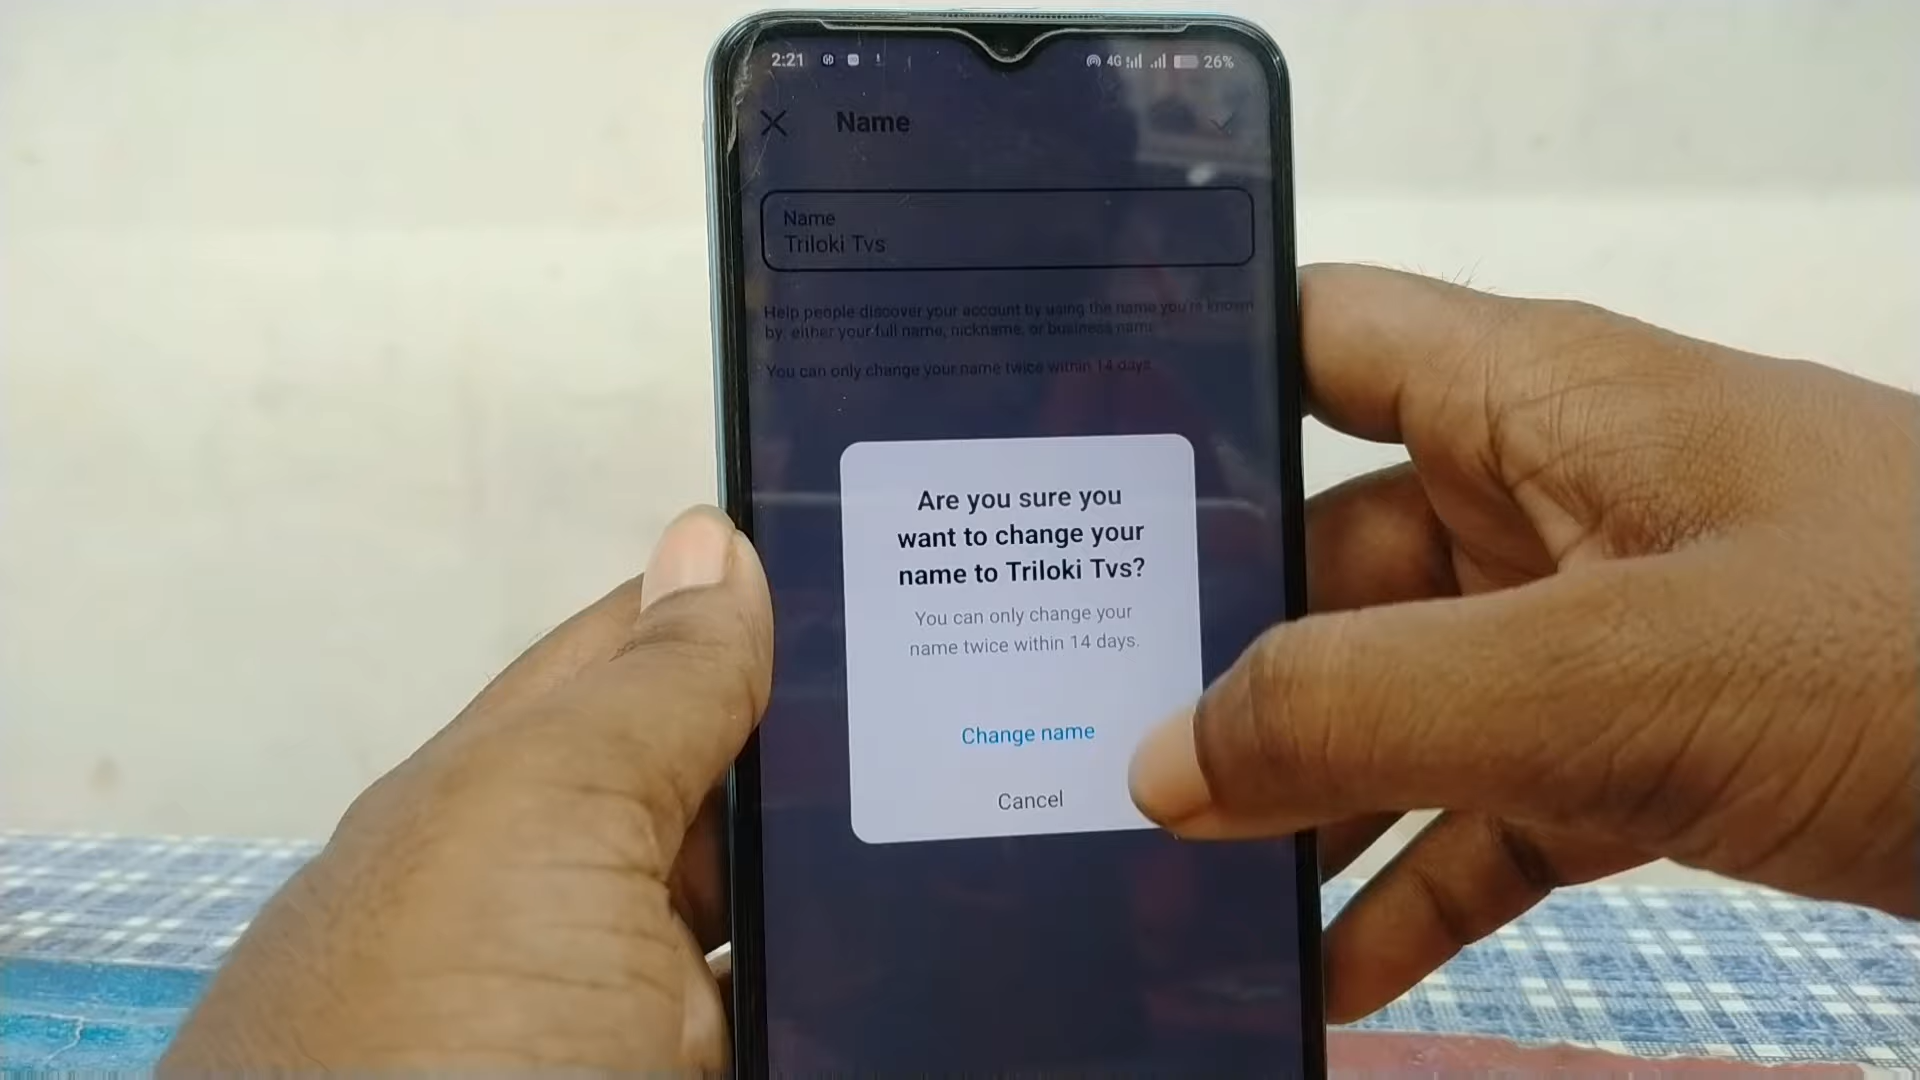 2:21
4G
26%
Name
Name
Triloki Tvs
Help people discover your account by using the name you're known
by: either your full name, nickname, or business name.
You can only change your name twice within 14 days.
Are you sure you
want to change your
name to Triloki Tvs?
You can only change your
name twice within 14 days.
Change name
Cancel